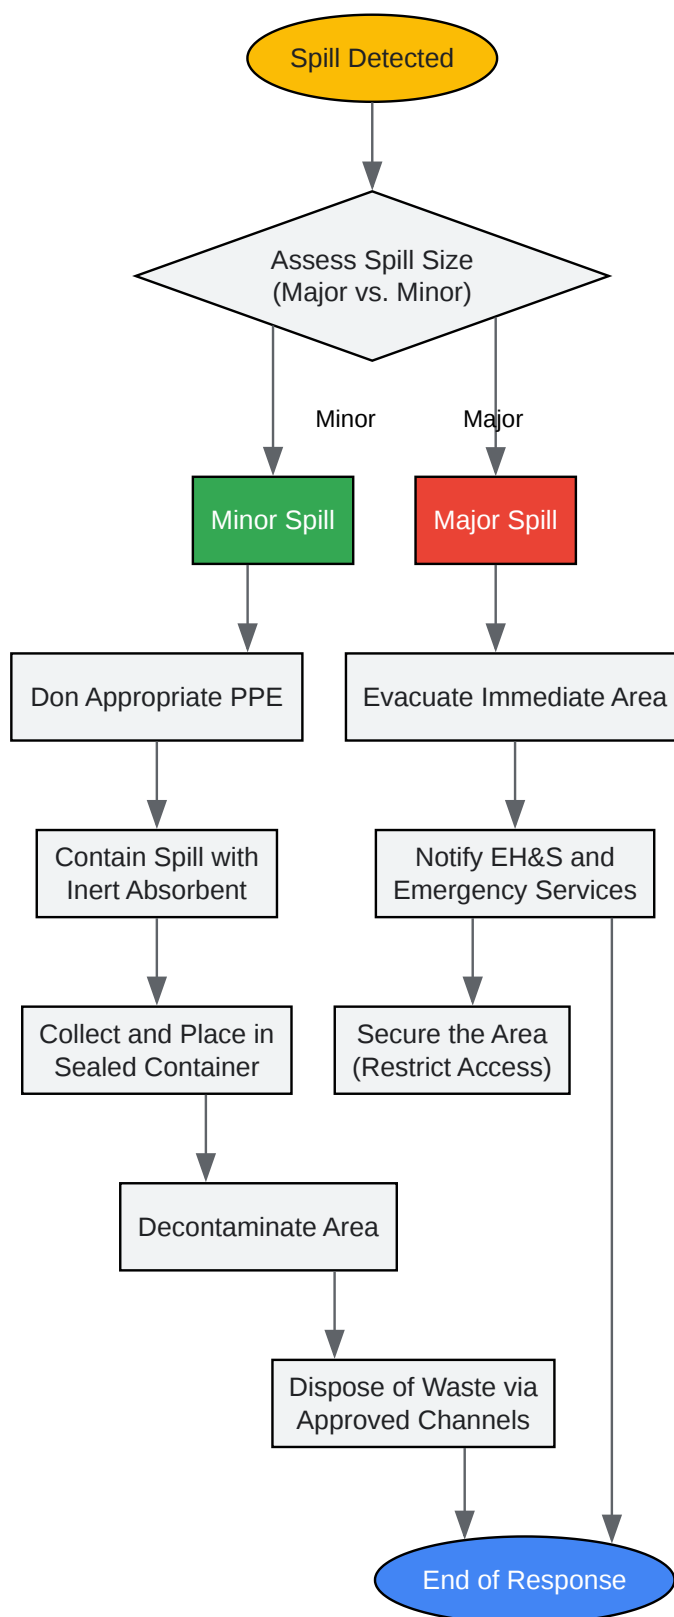 Spill Detected
Assess Spill Size
(Major vs. Minor)
Minor
Major
Minor Spill
Major Spill
Don Appropriate PPE
Evacuate Immediate Area
Contain Spill with
Inert Absorbent
Notify EH&S and
Emergency Services
Collect and Place in
Sealed Container
Secure the Area
(Restrict Access)
Decontaminate Area
Dispose of Waste via
Approved Channels
End of Response